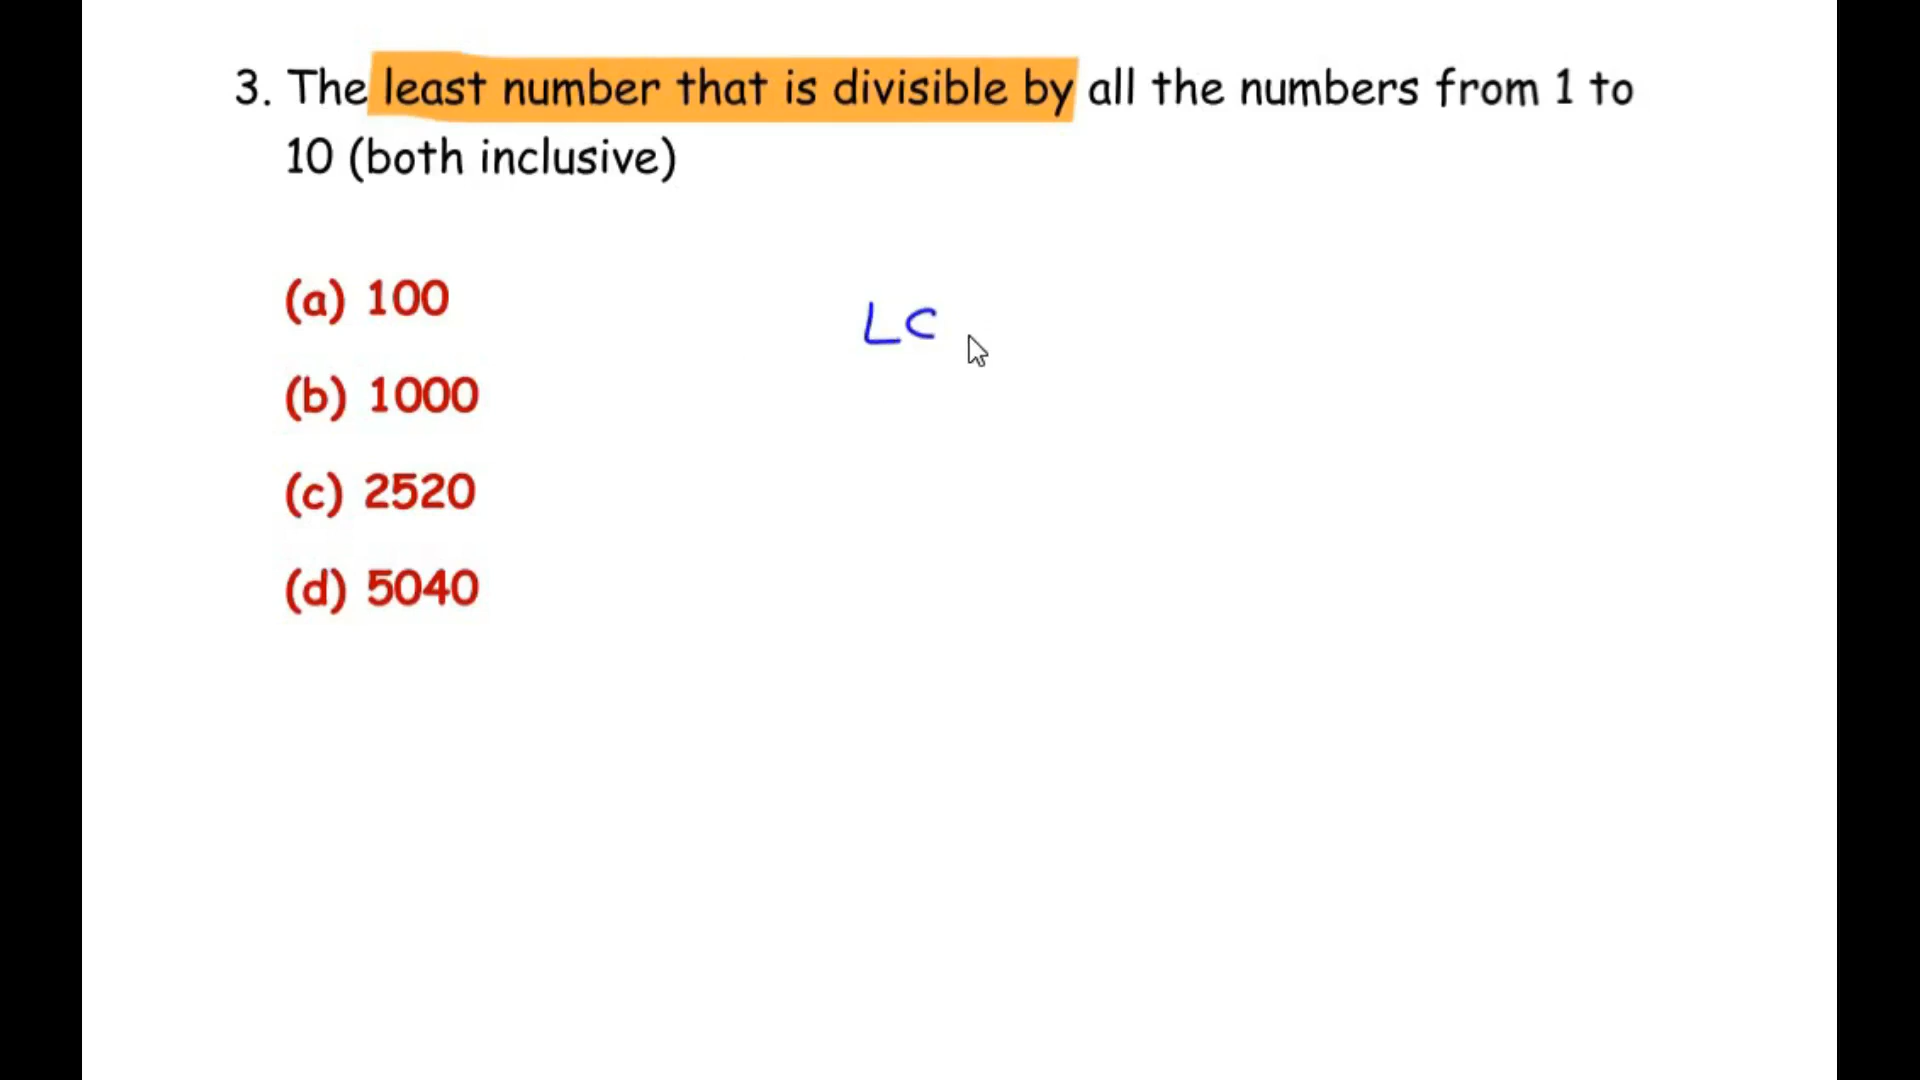 3. The least number that is divisible by all the numbers from 1 to
10 (both inclusive)
(a) 100
LC
(b) 1000
(c) 2520
(d) 5040